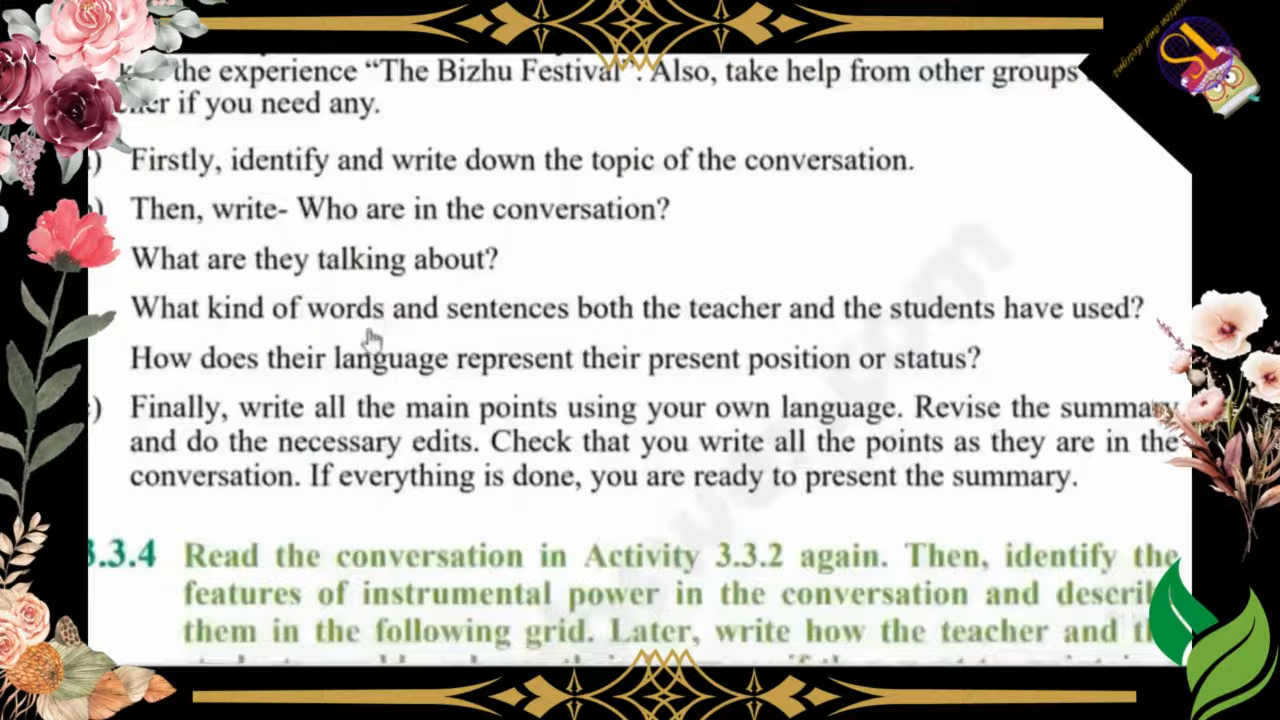 the experience “The Bizhu Festival”. Also, take help from other groups
if you need any.
Firstly, identify and write down the topic of the conversation.
Then, write- Who are in the conversation?
What are they talking about?
What kind of words and sentences both the teacher and the students have used?
How does their language represent their present position or status?
) Finally, write all the main points using your own language. Revise the summary
and do the necessary edits. Check that you write all the points as they are in the
conversation. If everything is done, you are ready to present the summary.
3.3.4 Read the conversation in Activity 3.3.2 again. Then, identify the
features of instrumental power in the conversation and describ
them in the following grid. Later, write how the teacher and th